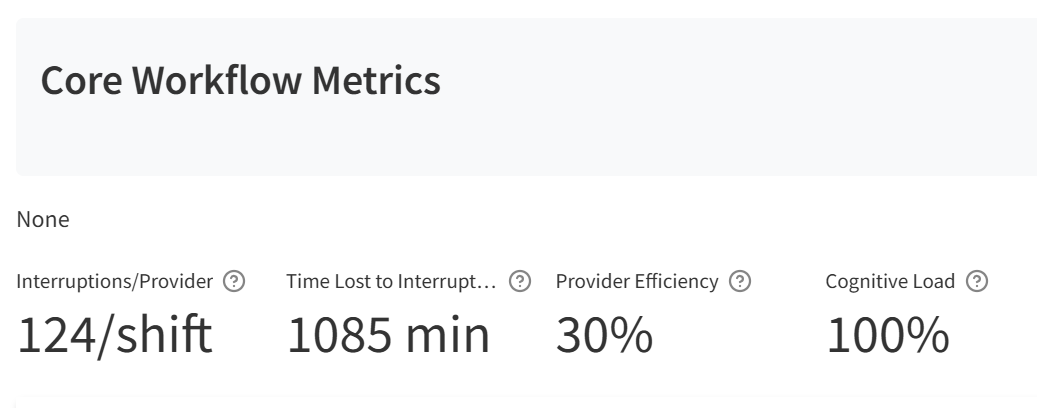 Core Workflow Metrics
None
Interruptions/Provider ? Time Lost to Interrupt... ? Provider Efficiency ? Cognitive Load ?
124/shift 1085 min 30% 100%